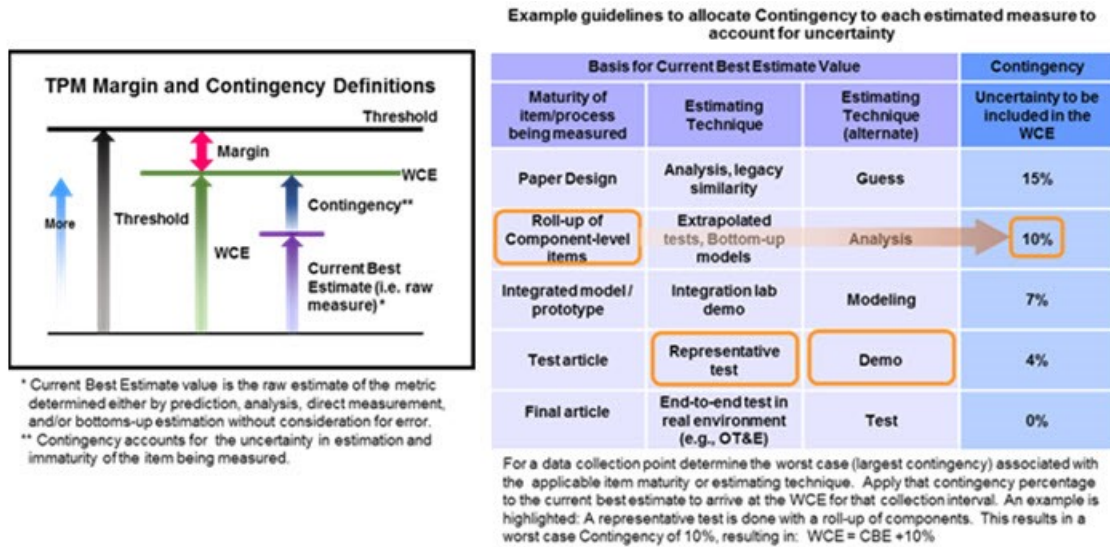 TPM Margin and Contingency Definitions
Threshold
Margin
WCE
Contingency**
More
Threshold
WCE
Current Best
Estimate (i.e. raw
measure) *
* Current Best Estimate value is the raw estimate of the metric
determined either by prediction, analysis, direct measurement,
and/or bottoms-up estimation without consideration for error.
** Contingency accounts for the uncertainty in estimation and
immaturity of the item being measured.
Example guidelines to allocate Contingency to each estimated measure to
account for uncertainty
Basis for Current Best Estimate Value
Contingency
Maturity of
item/process
being measured
Estimating
Technique
Estimating
Technique
(alternate)
Uncertainty to be
included in the
WCE
Paper Design
Analysis, legacy
similarity
Guess
15%
Roll-up of
Component-level
items
Extrapolated
tests, Bottom-up
models
Analysis
10%
Integrated model /
prototype
Integration lab
demo
Modeling
7%
Test article
Representative
test
Demo
4%
Final article
End-to-end test in
real environment
(e.g., OT&E)
Test
0%
For a data collection point determine the worst case (largest contingency) associated with
the applicable item maturity or estimating technique. Apply that contingency percentage
to the current best estimate to arrive at the WCE for that collection interval. An example is
highlighted: A representative test is done with a roll-up of components. This results in a
worst case Contingency of 10%, resulting in: WCE = CBE +10%